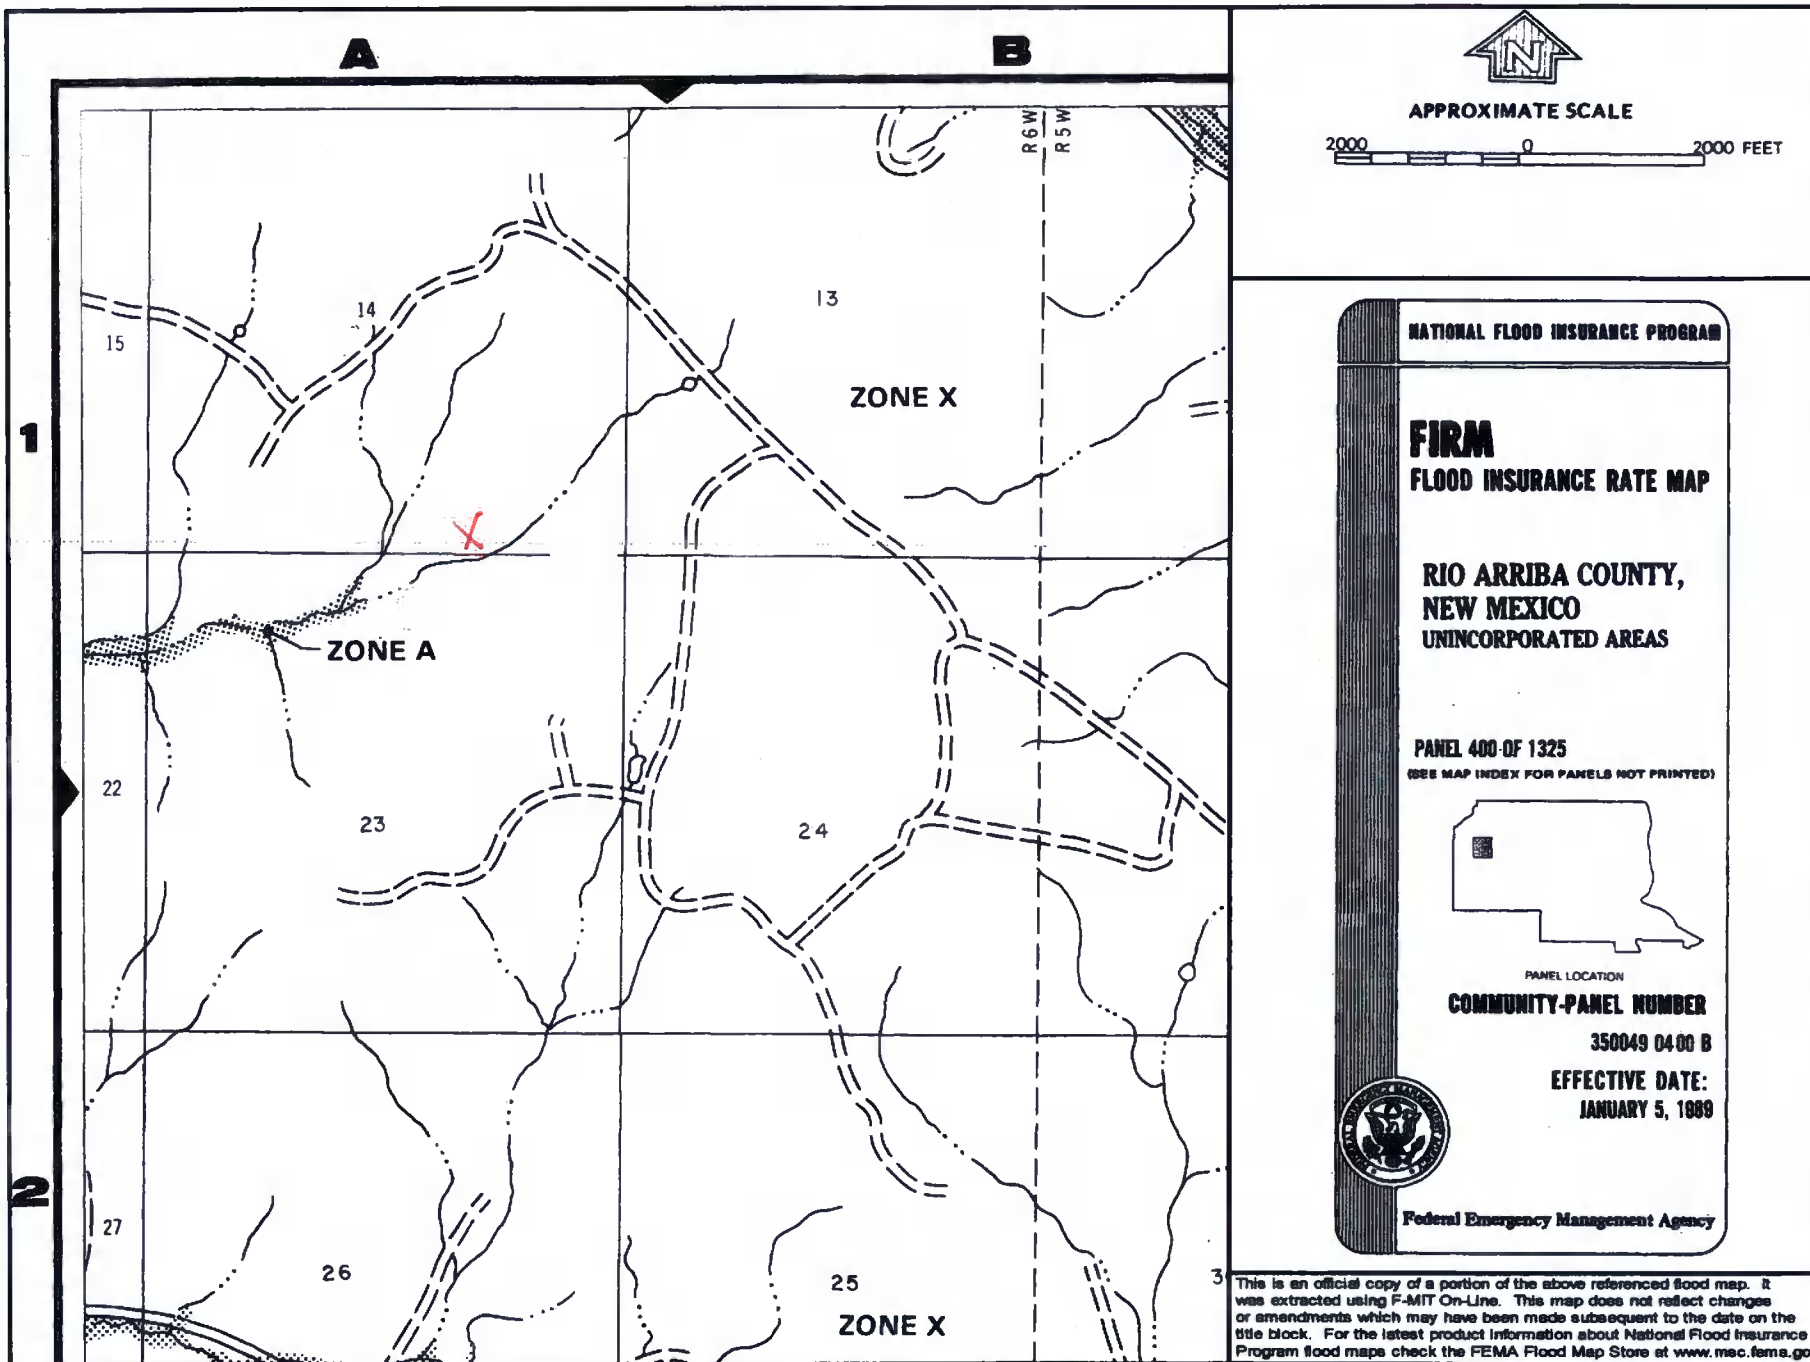 A
B
N
APPROXIMATE SCALE
2000 0 2000 FEET
R6W
R5W
13
14
15
ZONE X
1
ZONE A
22
23
24
2
27
26
25
ZONE X
NATIONAL FLOOD INSURANCE PROGRAM
FIRM
FLOOD INSURANCE RATE MAP
RIO ARRIBA COUNTY,
NEW MEXICO
UNINCORPORATED AREAS
PANEL 400 OF 1325
(SEE MAP INDEX FOR PANELS NOT PRINTED)
PANEL LOCATION
COMMUNITY-PANEL NUMBER
350049 0400 B
EFFECTIVE DATE:
JANUARY 5, 1989
FEDERAL EMERGENCY MANAGEMENT AGENCY
Federal Emergency Management Agency
This is an official copy of a portion of the above referenced flood map. It
was extracted using F-MIT On-Line. This map does not reflect changes
or amendments which may have been made subsequent to the date on the
title block. For the latest product information about National Flood Insurance
Program flood maps check the FEMA Flood Map Store at www.msc.fema.go